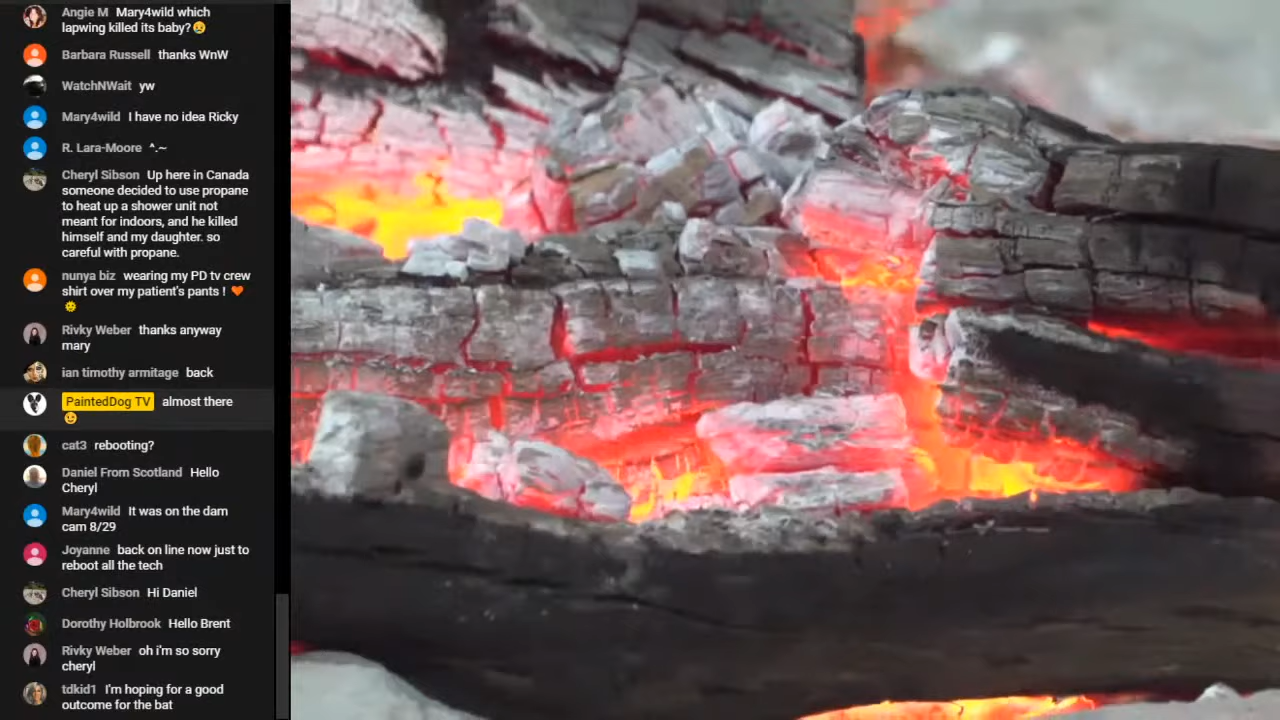 Angie M Mary4wild which
lapwing killed its baby?😢
Barbara Russell thanks WnW
WatchNWait yw
Mary4wild I have no idea Ricky
R. Lara-Moore ^.~
Cheryl Sibson Up here in Canada
someone decided to use propane
to heat up a shower unit not
meant for indoors, and he killed
himself and my daughter. so
careful with propane.
nunya biz wearing my PD tv crew
shirt over my patient's pants ! 
Rivky Weber thanks anyway
mary
ian timothy armitage back
PaintedDog TV almost there
cat3 rebooting?
Daniel From Scotland Hello
Cheryl
Mary4wild It was on the dam
cam 8/29
Joyanne back on line now just to
reboot all the tech
Cheryl Sibson Hi Daniel
Dorothy Holbrook Hello Brent
Rivky Weber oh i'm so sorry
cheryl
tdkid1 I'm hoping for a good
outcome for the bat